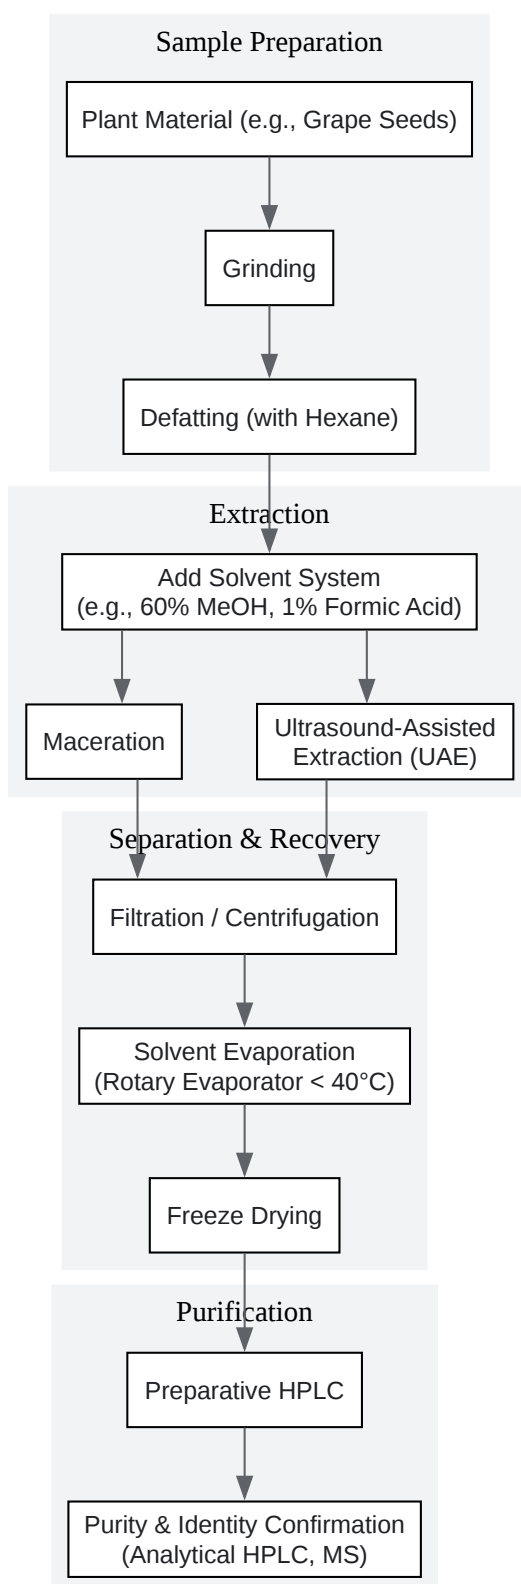 Sample Preparation
Plant Material (e.g., Grape Seeds)
Grinding
Defatting (with Hexane)
Extraction
Add Solvent System
(e.g., 60% MeOH, 1% Formic Acid)
Maceration
Ultrasound-Assisted
Extraction (UAE)
Separation & Recovery
Filtration / Centrifugation
Solvent Evaporation
(Rotary Evaporator < 40°C)
Freeze Drying
Purification
Preparative HPLC
Purity & Identity Confirmation
(Analytical HPLC, MS)